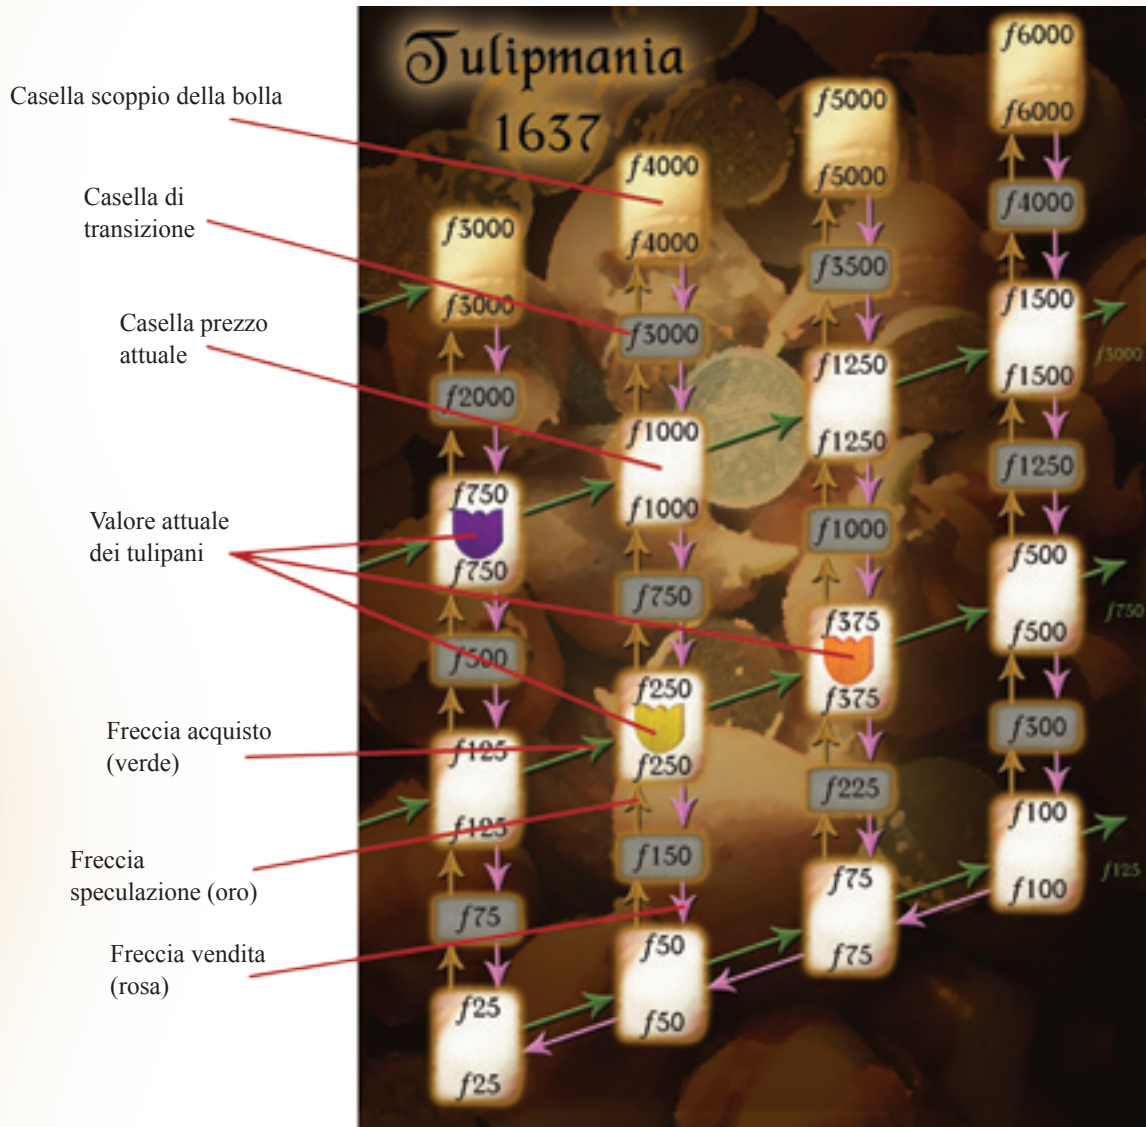 Tulipmania
1637
Casella scoppio della bolla
Casella di
transizione
Casella prezzo
attuale
Valore attuale
dei tulipani
Freccia acquisto
(verde)
Freccia
speculazione (oro)
Freccia vendita
(rosa)
f3000
f3000
f2000
f750
f750
f500
f125
f125
f75
f25
f25
f4000
f4000
f3000
f1000
f1000
f750
f250
f250
f150
f50
f50
f5000
f5000
f3500
f1250
f1250
f1000
f375
f375
f225
f75
f75
f6000
f6000
f4000
f1500
f1500
f1250
f500
f500
f300
f100
f100
f3000
f750
f125